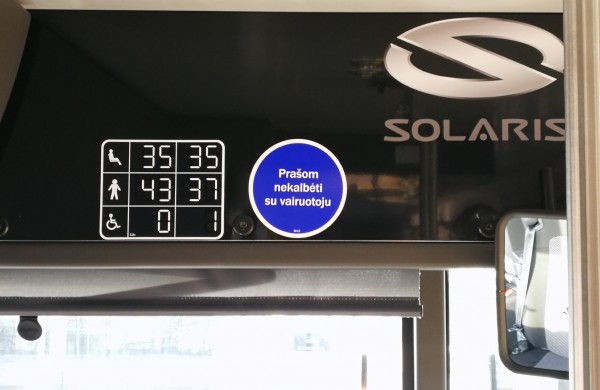 SOLARIS
35 35
43 37
0 1
Prašom
nekalbėti
su vairuotoju